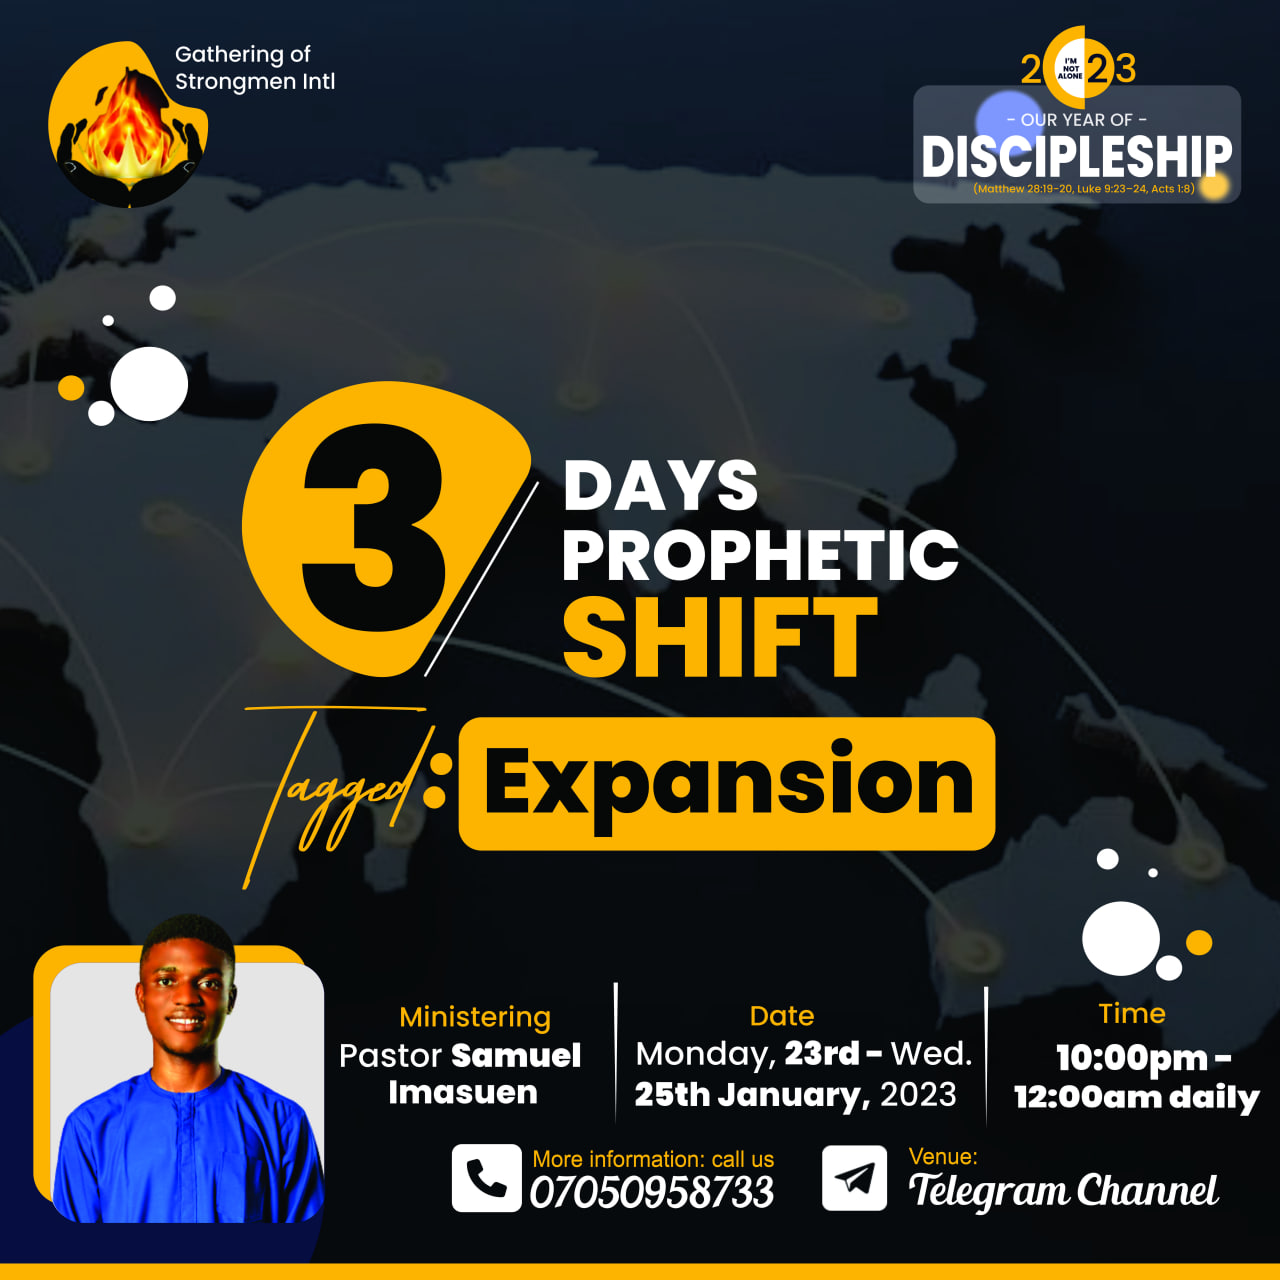 Gathering of
Strongmen Intl
2023
I'M
NOT
ALONE
- OUR YEAR OF -
DISCIPLESHIP
(Matthew 28:19-20, Luke 9:23-24, Acts 1:8)
3
DAYS
PROPHETIC
SHIFT
Tagged: Expansion
Ministering
Pastor Samuel
Imasuen
Date
Monday, 23rd - Wed.
25th January, 2023
Time
10:00pm -
12:00am daily
More information: call us
07050958733
Venue:
Telegram Channel